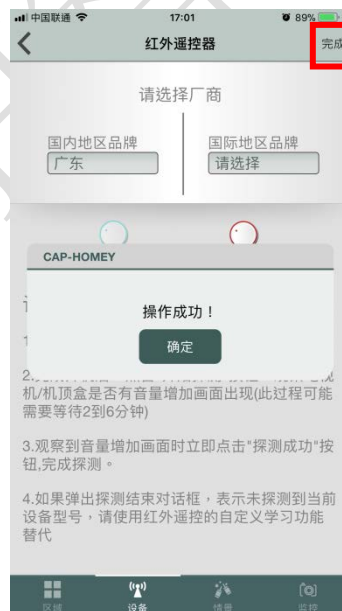 中国联通 17:01 89%
红外遥控器 完成
请选择厂商
国内地区品牌 国际地区品牌
广东 请选择
CAP-HOMEY
操作成功！
确定
机/机顶盒是否有音量增加画面出现(此过程可能
需要等待2到6分钟)
3.观察到音量增加画面时立即点击"探测成功"按
钮,完成探测。
4.如果弹出探测结束对话框，表示未探测到当前
设备型号，请使用红外遥控的自定义学习功能
替代
区域 设备 情景 监控